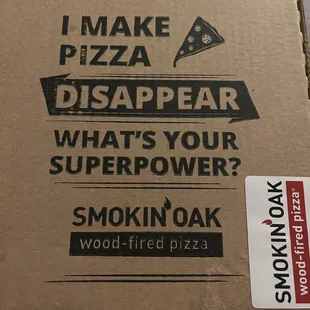 I MAKE
PIZZA
DISAPPEAR
WHAT'S YOUR
SUPERPOWER?
SMOKIN' OAK
wood-fired pizza
SMOKIN' OAK
wood-fired pizza®